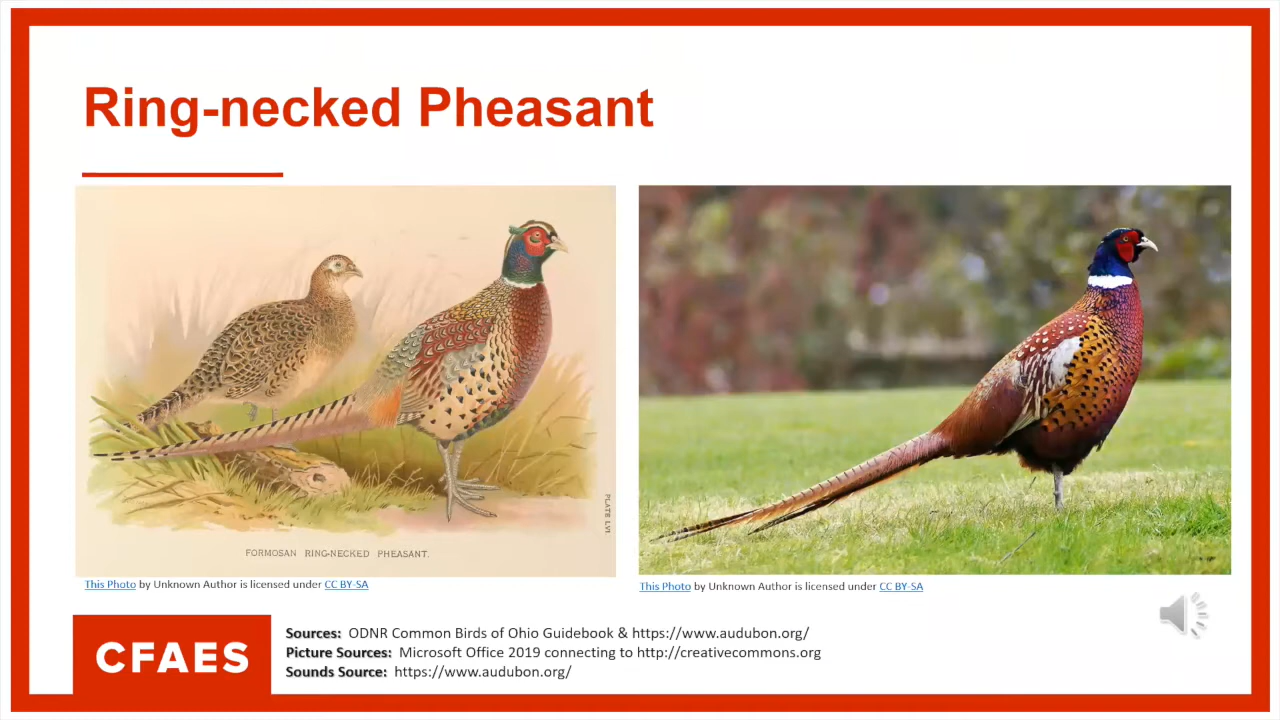 Ring-necked Pheasant
PLATE LVI.
FORMOSAN RING-NECKED PHEASANT.
This Photo by Unknown Author is licensed under CC BY-SA
This Photo by Unknown Author is licensed under CC BY-SA
CFAES
Sources: ODNR Common Birds of Ohio Guidebook & https://www.audubon.org/
Picture Sources: Microsoft Office 2019 connecting to http://creativecommons.org
Sounds Source: https://www.audubon.org/